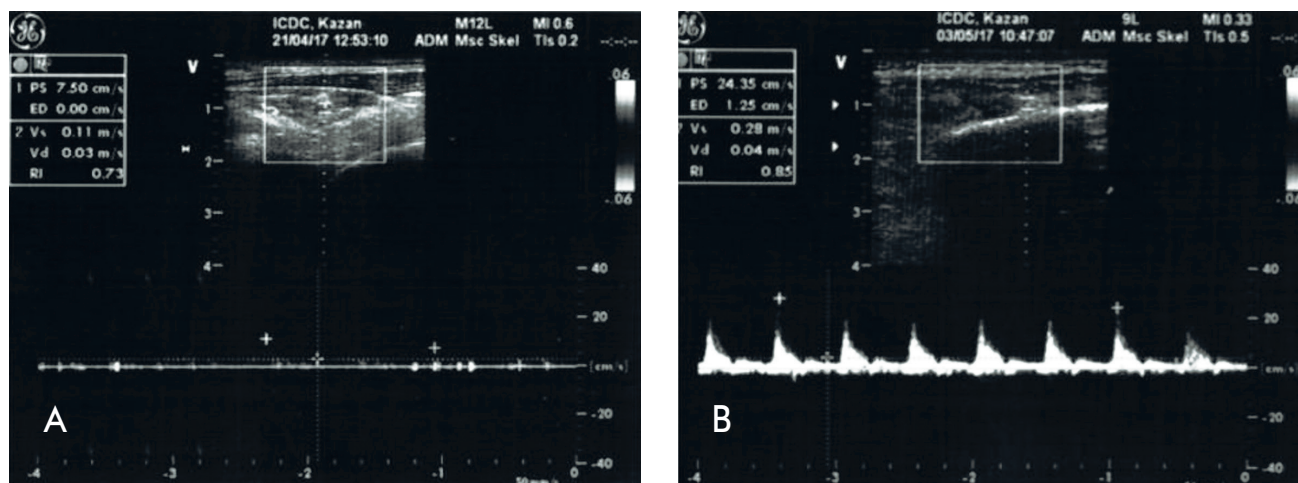 GE
ICDC, Kazan M12L MI 0.6
21/04/17 12:53:10 ADM Msc Skel TIs 0.2
1 PS 7.50 cm/s
ED 0.00 cm/s
2 Vs 0.11 m/s
Vd 0.03 m/s
RI 0.73
V
1
2
3
4
.06
-.06
40
20
[cm/s]
-20
-40
-4 -3 -2 -1 0
50mm/s
A
GE
ICDC, Kazan 9L MI 0.33
03/05/17 10:47:07 ADM Msc Skel TIs 0.5
1 PS 24.35 cm/s
ED 1.25 cm/s
2 Vs 0.28 m/s
Vd 0.04 m/s
RI 0.85
V
1
2
3
4
.06
-.06
40
20
[cm/s]
-20
-40
-4 -3 -2 -1 0
B